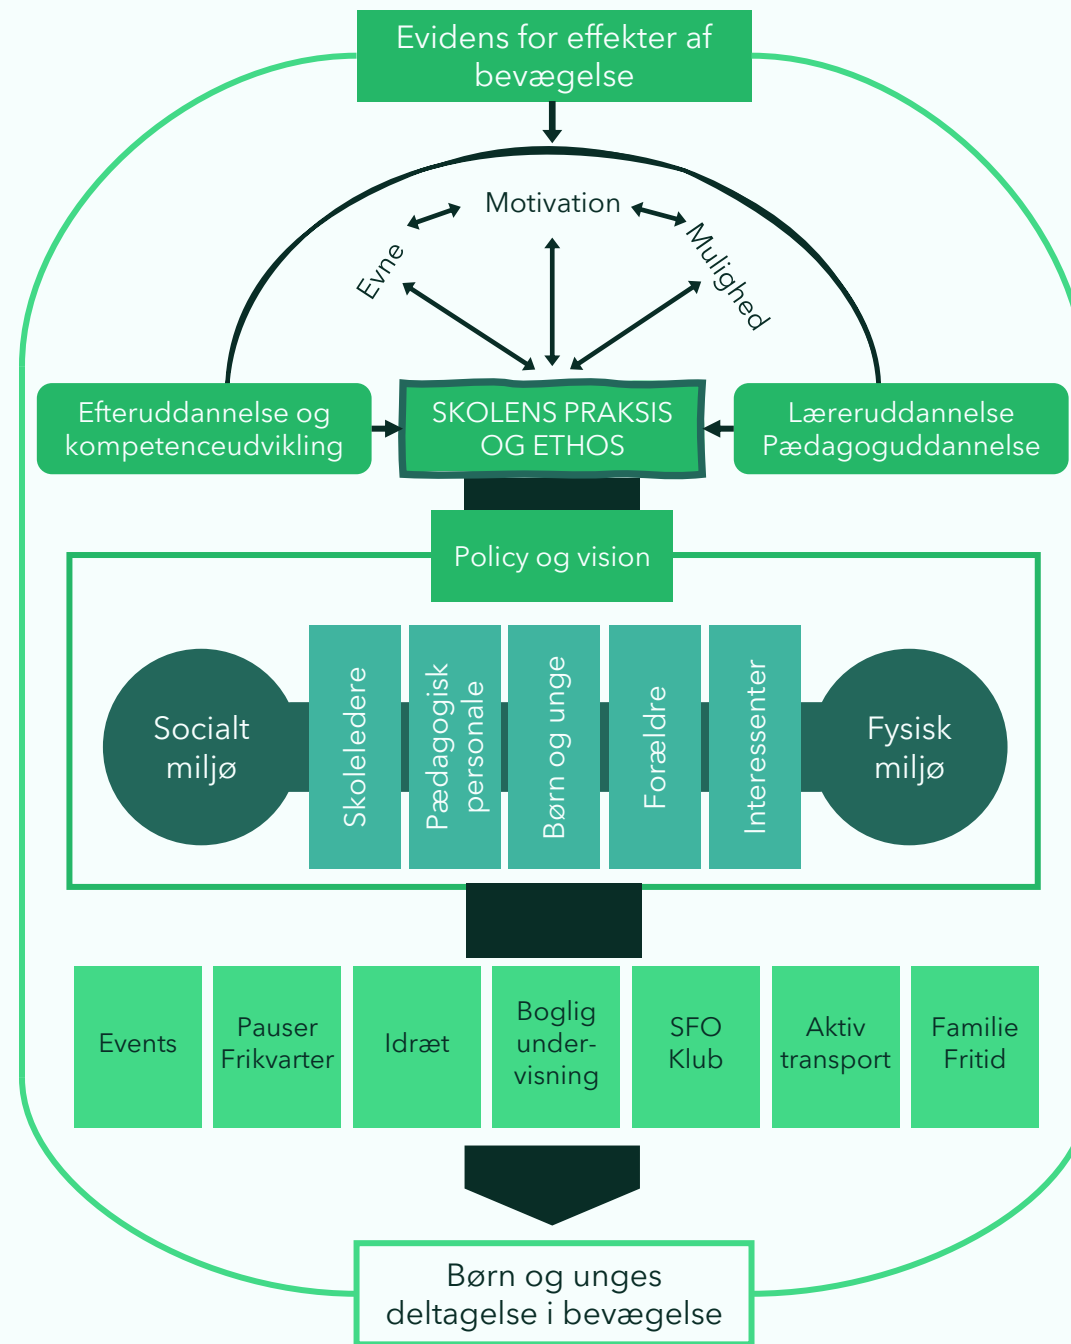 Evidens for effekter af
bevægelse
Motivation
Evne
Mulighed
Efteruddannelse og
kompetenceudvikling
SKOLENS PRAKSIS
OG ETHOS
Læreruddannelse
Pædagoguddannelse
Policy og vision
Socialt
miljø
Skoleledere
Pædagogisk
personale
Børn og unge
Forældre
Interessenter
Fysisk
miljø
Events
Pauser
Frikvarter
Idræt
Boglig
under-
visning
SFO
Klub
Aktiv
transport
Familie
Fritid
Børn og unges
deltagelse i bevægelse